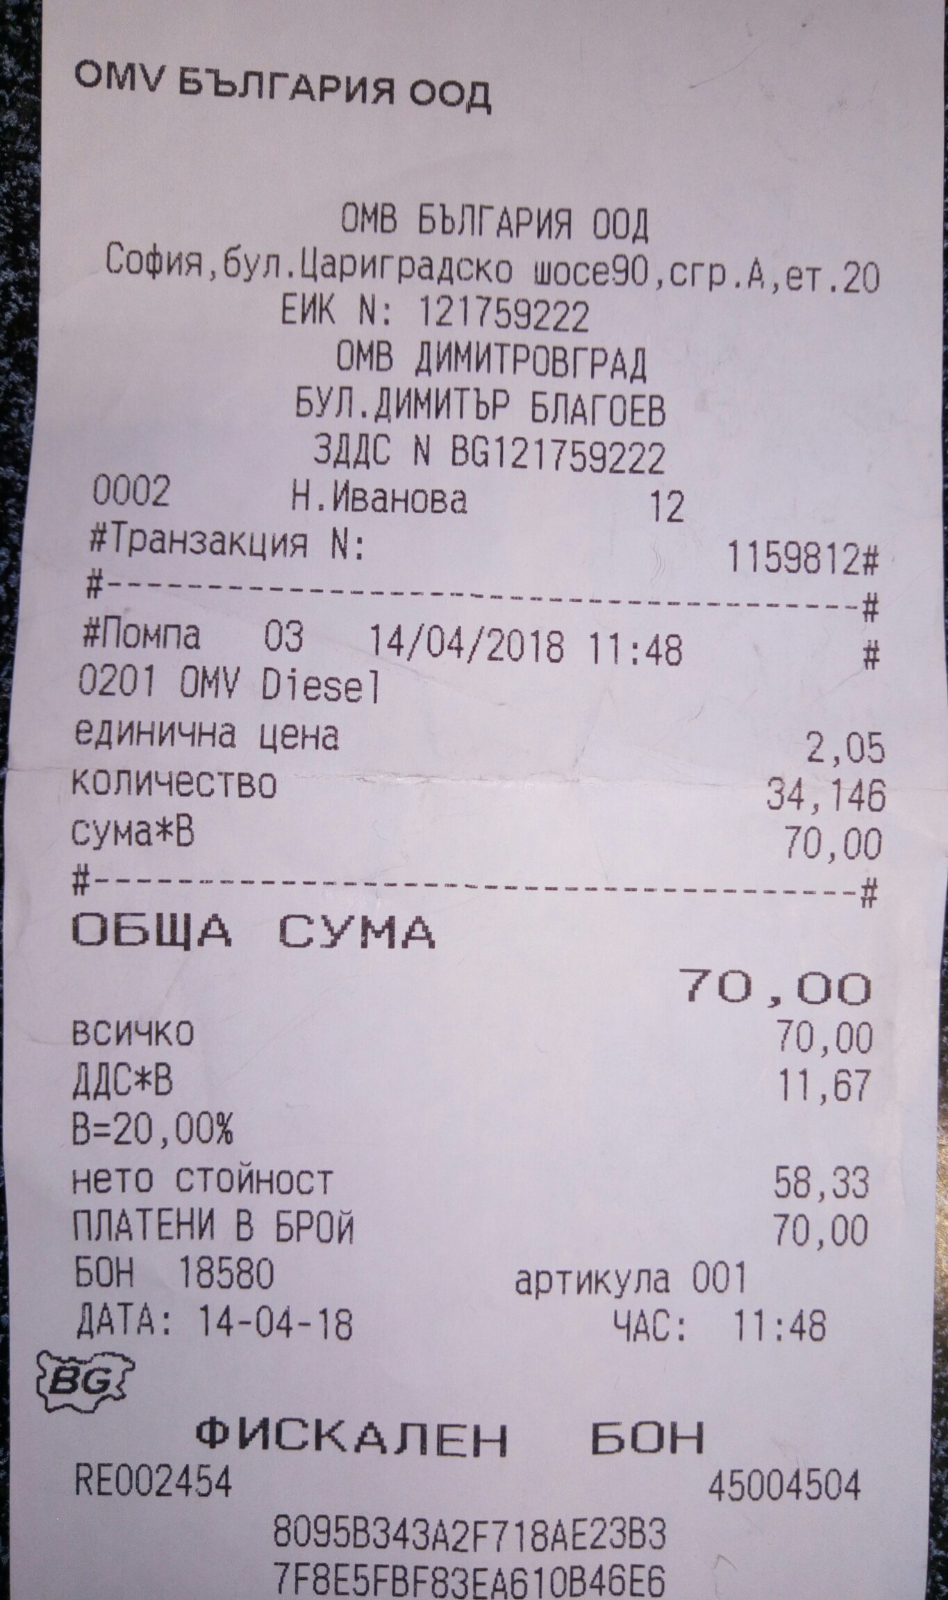 OMV БЪЛГАРИЯ ООД
ОМВ БЪЛГАРИЯ ООД
София,бул.Цариградско шосе90,сгр.А,ет.20
ЕИК N: 121759222
ОМВ ДИМИТРОВГРАД
БУЛ.ДИМИТЪР БЛАГОЕВ
ЗДДС N BG121759222
0002 Н.Иванова 12
#Транзакция N: 1159812#
#--------------------------------------#
#Помпа 03 14/04/2018 11:48 #
0201 OMV Diesel
единична цена 2,05
количество 34,146
сума*В 70,00
#--------------------------------------#
ОБЩА СУМА
70,00
всичко 70,00
ДДС*В 11,67
В=20,00%
нето стойност 58,33
ПЛАТЕНИ В БРОЙ 70,00
БОН 18580 артикула 001
ДАТА: 14-04-18 ЧАС: 11:48
BG
ФИСКАЛЕН БОН
RE002454 45004504
8095B343A2F718AE23B3
7F8E5FBF83EA610B46E6